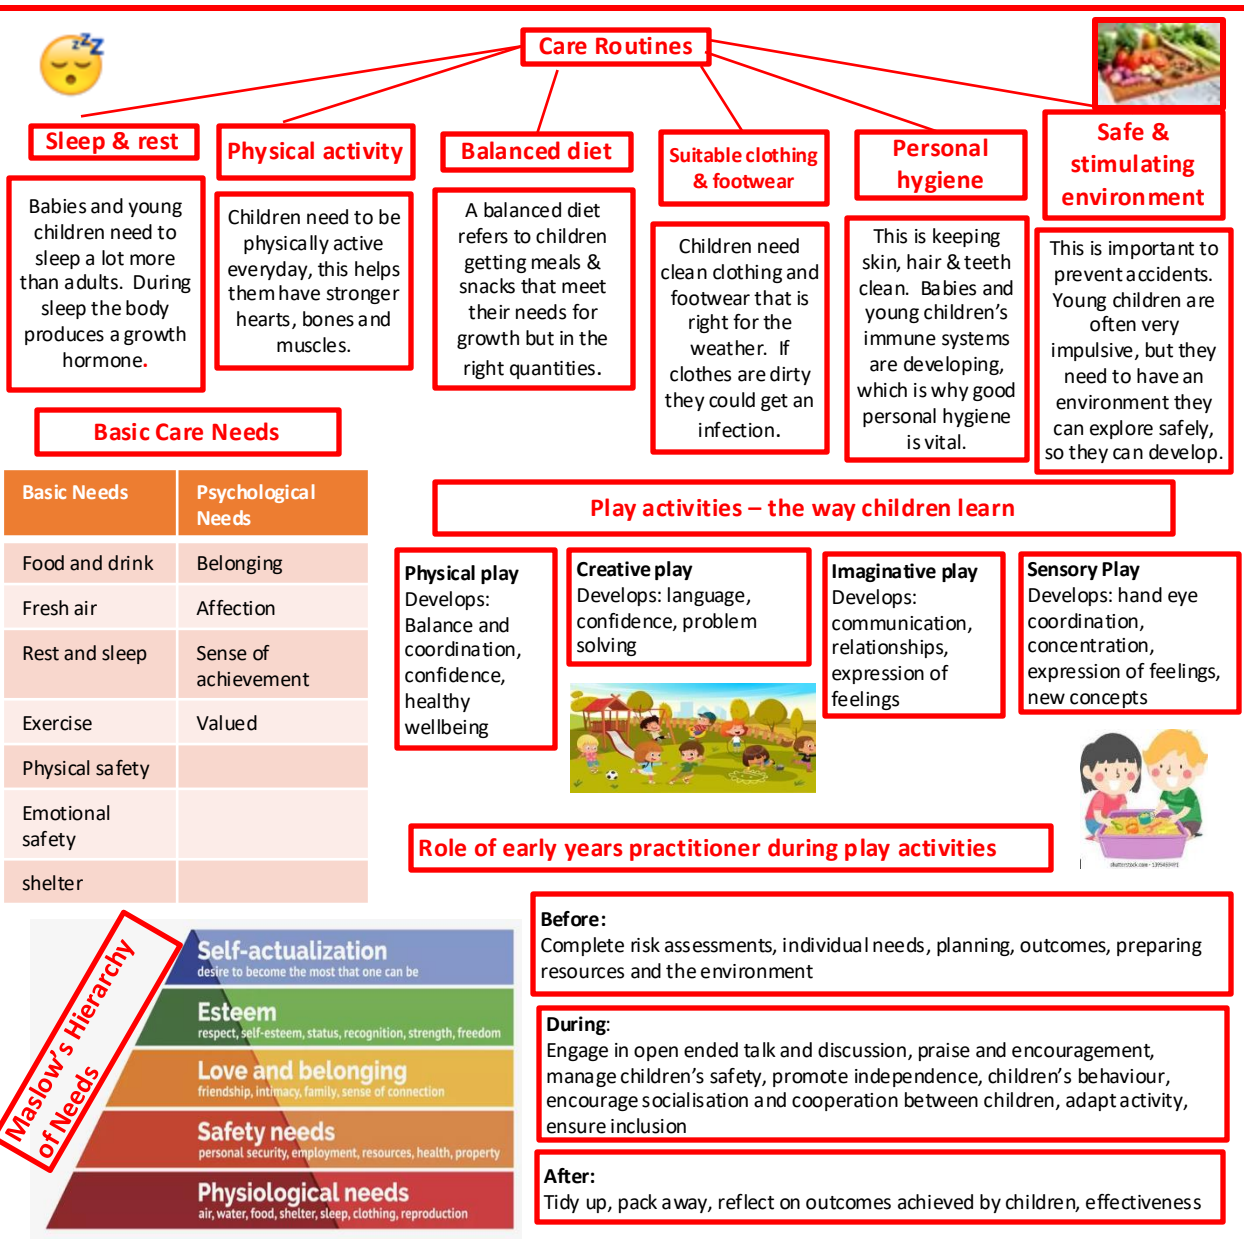 zzZ
Care Routines
Sleep & rest
Babies and young
children need to
sleep a lot more
than adults. During
sleep the body
produces a growth
hormone.
Physical activity
Children need to be
physically active
everyday, this helps
them have stronger
hearts, bones and
muscles.
Balanced diet
A balanced diet
refers to children
getting meals &
snacks that meet
their needs for
growth but in the
right quantities.
Suitable clothing
& footwear
Children need
clean clothing and
footwear that is
right for the
weather. If
clothes are dirty
they could get an
infection.
Personal
hygiene
This is keeping
skin, hair & teeth
clean. Babies and
young children's
immune systems
are developing,
which is why good
personal hygiene
is vital.
Safe &
stimulating
environment
This is important to
prevent accidents.
Young children are
often very
impulsive, but they
need to have an
environment they
can explore safely,
so they can develop.
Basic Care Needs
Basic Needs Psychological
Needs
Food and drink Belonging
Fresh air Affection
Rest and sleep Sense of
achievement
Exercise Valued
Physical safety
Emotional
safety
shelter
Play activities – the way children learn
Physical play
Develops:
Balance and
coordination,
confidence,
healthy
wellbeing
Creative play
Develops: language,
confidence, problem
solving
Imaginative play
Develops:
communication,
relationships,
expression of
feelings
Sensory Play
Develops: hand eye
coordination,
concentration,
expression of feelings,
new concepts
Role of early years practitioner during play activities
Before:
Complete risk assessments, individual needs, planning, outcomes, preparing
resources and the environment
During:
Engage in open ended talk and discussion, praise and encouragement,
manage children's safety, promote independence, children's behaviour,
encourage socialisation and cooperation between children, adapt activity,
ensure inclusion
After:
Tidy up, pack away, reflect on outcomes achieved by children, effectiveness
Maslow's Hierarchy
of Needs
Self-actualization
desire to become the most that one can be
Esteem
respect, self-esteem, status, recognition, strength, freedom
Love and belonging
friendship, intimacy, family, sense of connection
Safety needs
personal security, employment, resources, health, property
Physiological needs
air, water, food, shelter, sleep, clothing, reproduction